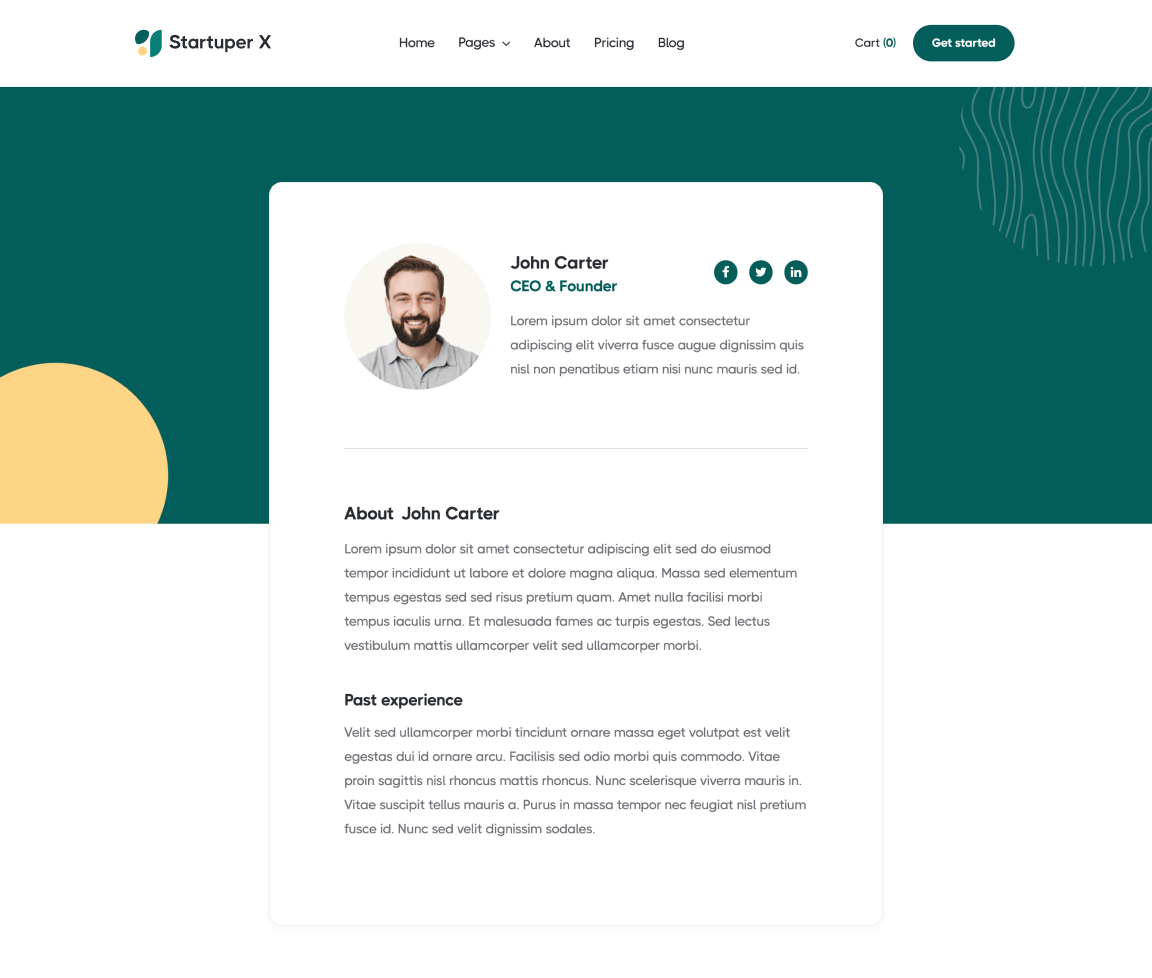 Startuper X
Home Pages About Pricing Blog
Cart (0) Get started
John Carter
CEO & Founder
Lorem ipsum dolor sit amet consectetur
adipiscing elit viverra fusce augue dignissim quis
nisl non penatibus etiam nisi nunc mauris sed id.
About John Carter
Lorem ipsum dolor sit amet consectetur adipiscing elit sed do eiusmod
tempor incididunt ut labore et dolore magna aliqua. Massa sed elementum
tempus egestas sed sed risus pretium quam. Amet nulla facilisi morbi
tempus iaculis urna. Et malesuada fames ac turpis egestas. Sed lectus
vestibulum mattis ullamcorper velit sed ullamcorper morbi.
Past experience
Velit sed ullamcorper morbi tincidunt ornare massa eget volutpat est velit
egestas dui id ornare arcu. Facilisis sed odio morbi quis commodo. Vitae
proin sagittis nisl rhoncus mattis rhoncus. Nunc scelerisque viverra mauris in.
Vitae suscipit tellus mauris a. Purus in massa tempor nec feugiat nisl pretium
fusce id. Nunc sed velit dignissim sodales.